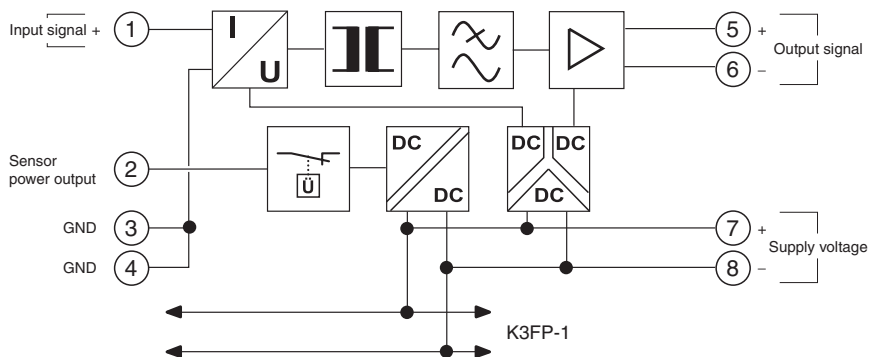 Input signal +
1
I
U
5
+
Output signal
6
–
DC
DC
DC
DC
DC
Sensor
power output
2
Ü
GND
3
7
+
Supply voltage
GND
4
8
–
K3FP-1